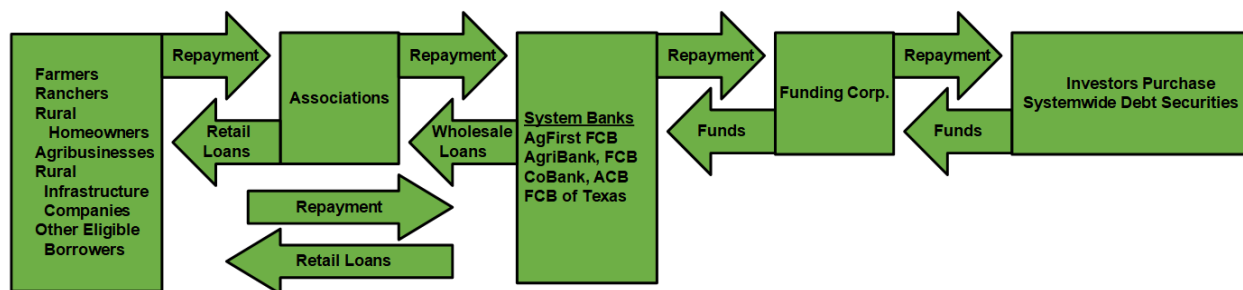 Farmers
Ranchers
Rural
Homeowners
Agribusinesses
Rural
Infrastructure
Companies
Other Eligible
Borrowers
Repayment
Retail
Loans
Associations
Repayment
Wholesale
Loans
Repayment
Retail Loans
System Banks
AgFirst FCB
AgriBank, FCB
CoBank, ACB
FCB of Texas
Repayment
Funds
Funding Corp.
Repayment
Funds
Investors Purchase
Systemwide Debt Securities